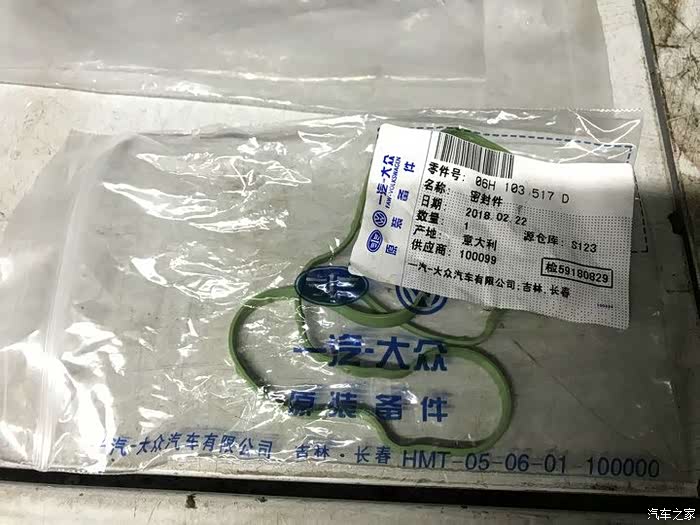 一汽-大众
FAW-VOLKSWAGEN
原装备件
零件号: 06H 103 517 D
名称: 密封件
日期: 2018.02.22
数量: 1 源仓库: S123
产地: 意大利
供应商: 100099
检59180829
一汽-大众汽车有限公司:吉林.长春
一汽·大众
原装备件
一汽-大众汽车有限公司 吉林·长春 HMT-05-06-01 100000
汽车之家